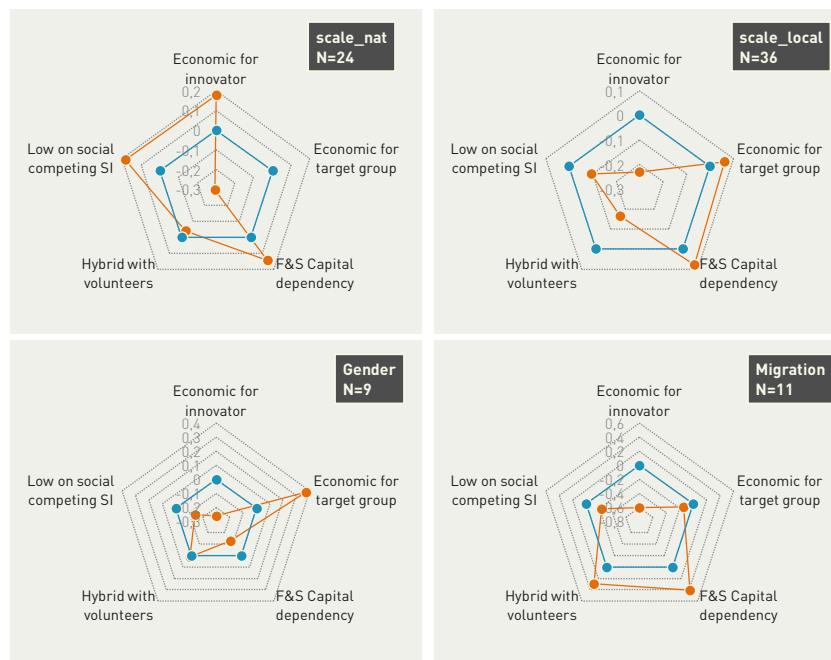 scale_nat
N=24
Economic for
innovator
0,2
0,1
0
-0,1
-0,2
-0,3
Low on social
competing SI
Economic for
target group
Hybrid with
volunteers
F&S Capital
dependency
scale_local
N=36
Economic for
innovator
0,1
0
0,1
-0,2
0,3
Low on social
competing SI
Economic for
target group
Hybrid with
volunteers
F&S Capital
dependency
Gender
N=9
Economic for
innovator
0,4
0,3
0,2
0,1
0
Low on social
competing SI
Economic for
target group
Hybrid with
volunteers
F&S Capital
dependency
Migration
N=11
Economic for
innovator
0,6
0,4
0,2
0
-0,2
-0,4
Low on social
competing SI
Economic for
target group
Hybrid with
volunteers
F&S Capital
dependency